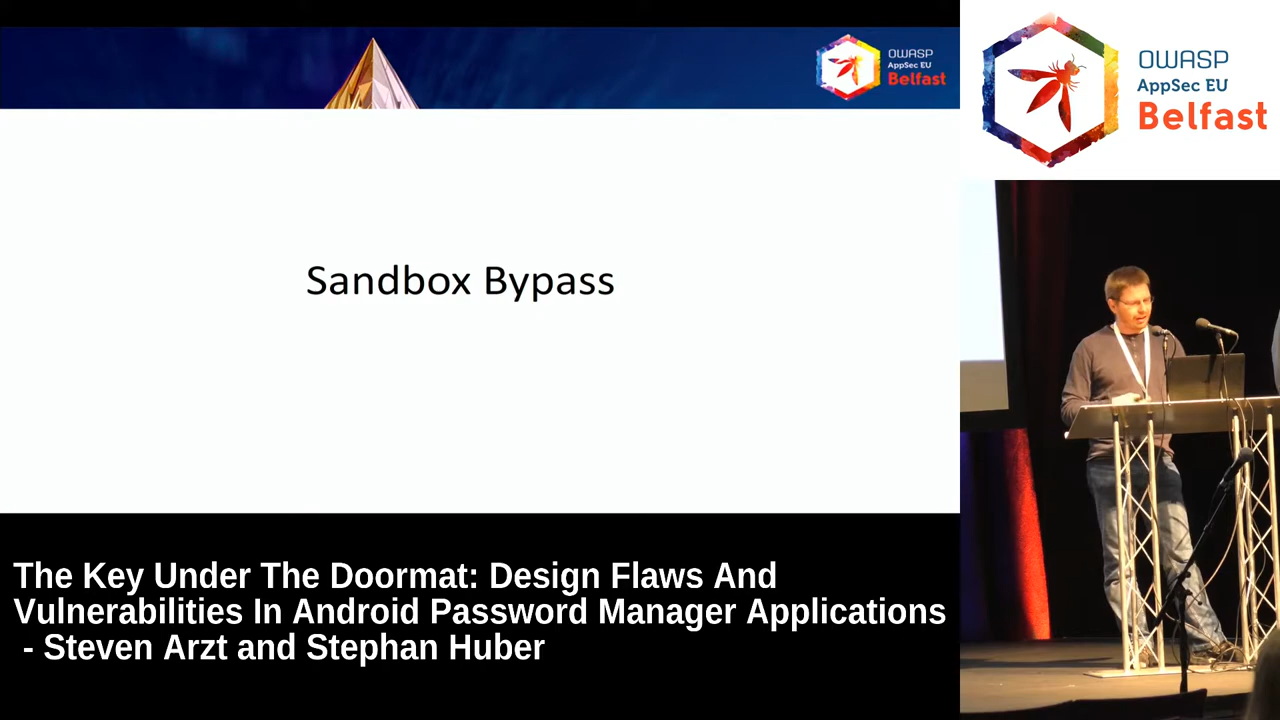 OWASP
AppSec EU
Belfast
OWASP
AppSec EU
Belfast
Sandbox Bypass
The Key Under The Doormat: Design Flaws And
Vulnerabilities In Android Password Manager Applications
- Steven Arzt and Stephan Huber